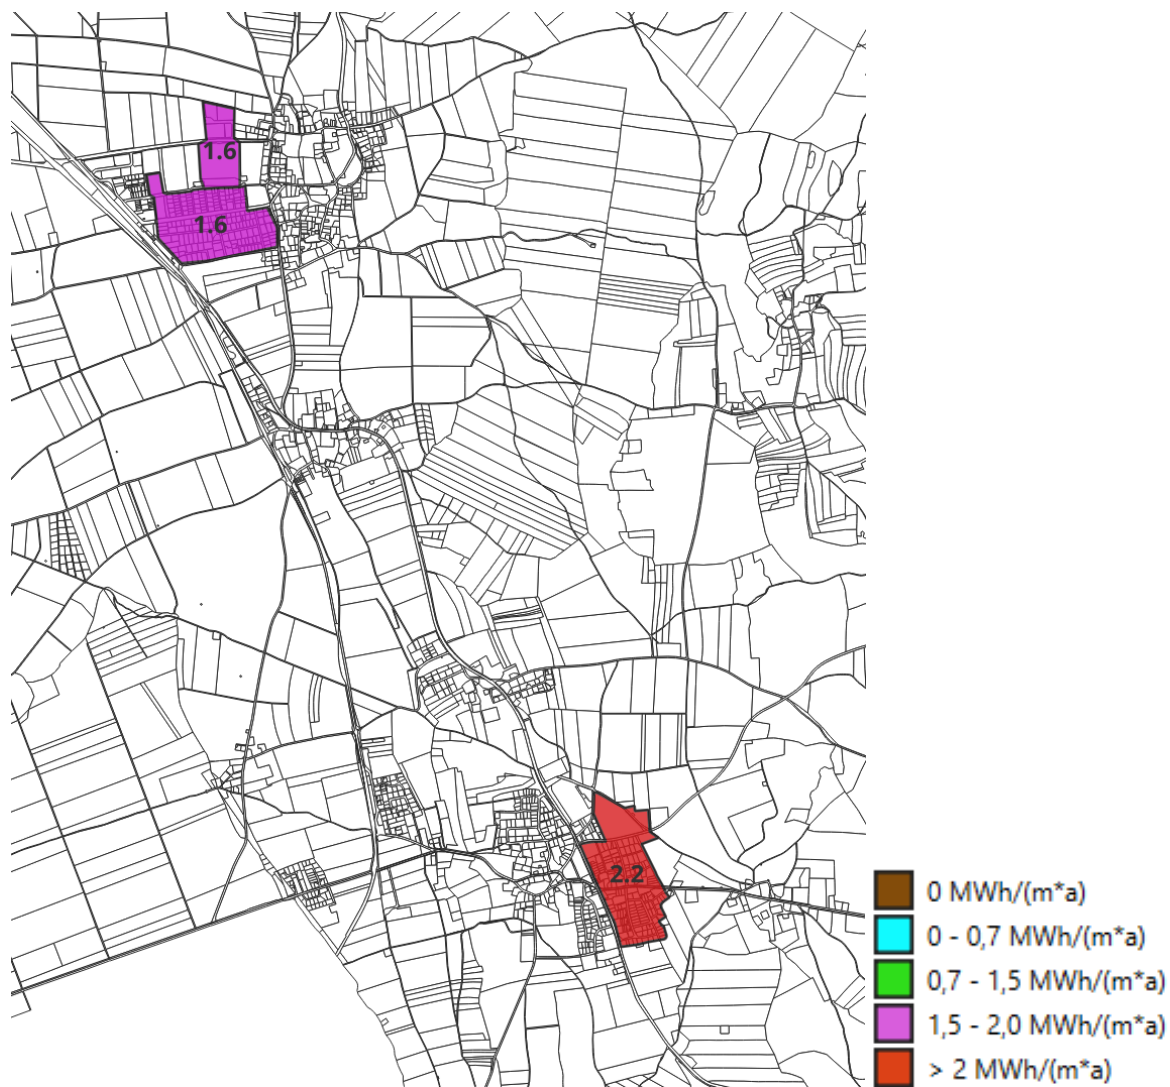 1.6
1.6
2.2
0 MWh/(m*a)
0 - 0,7 MWh/(m*a)
0,7 - 1,5 MWh/(m*a)
1,5 - 2,0 MWh/(m*a)
> 2 MWh/(m*a)